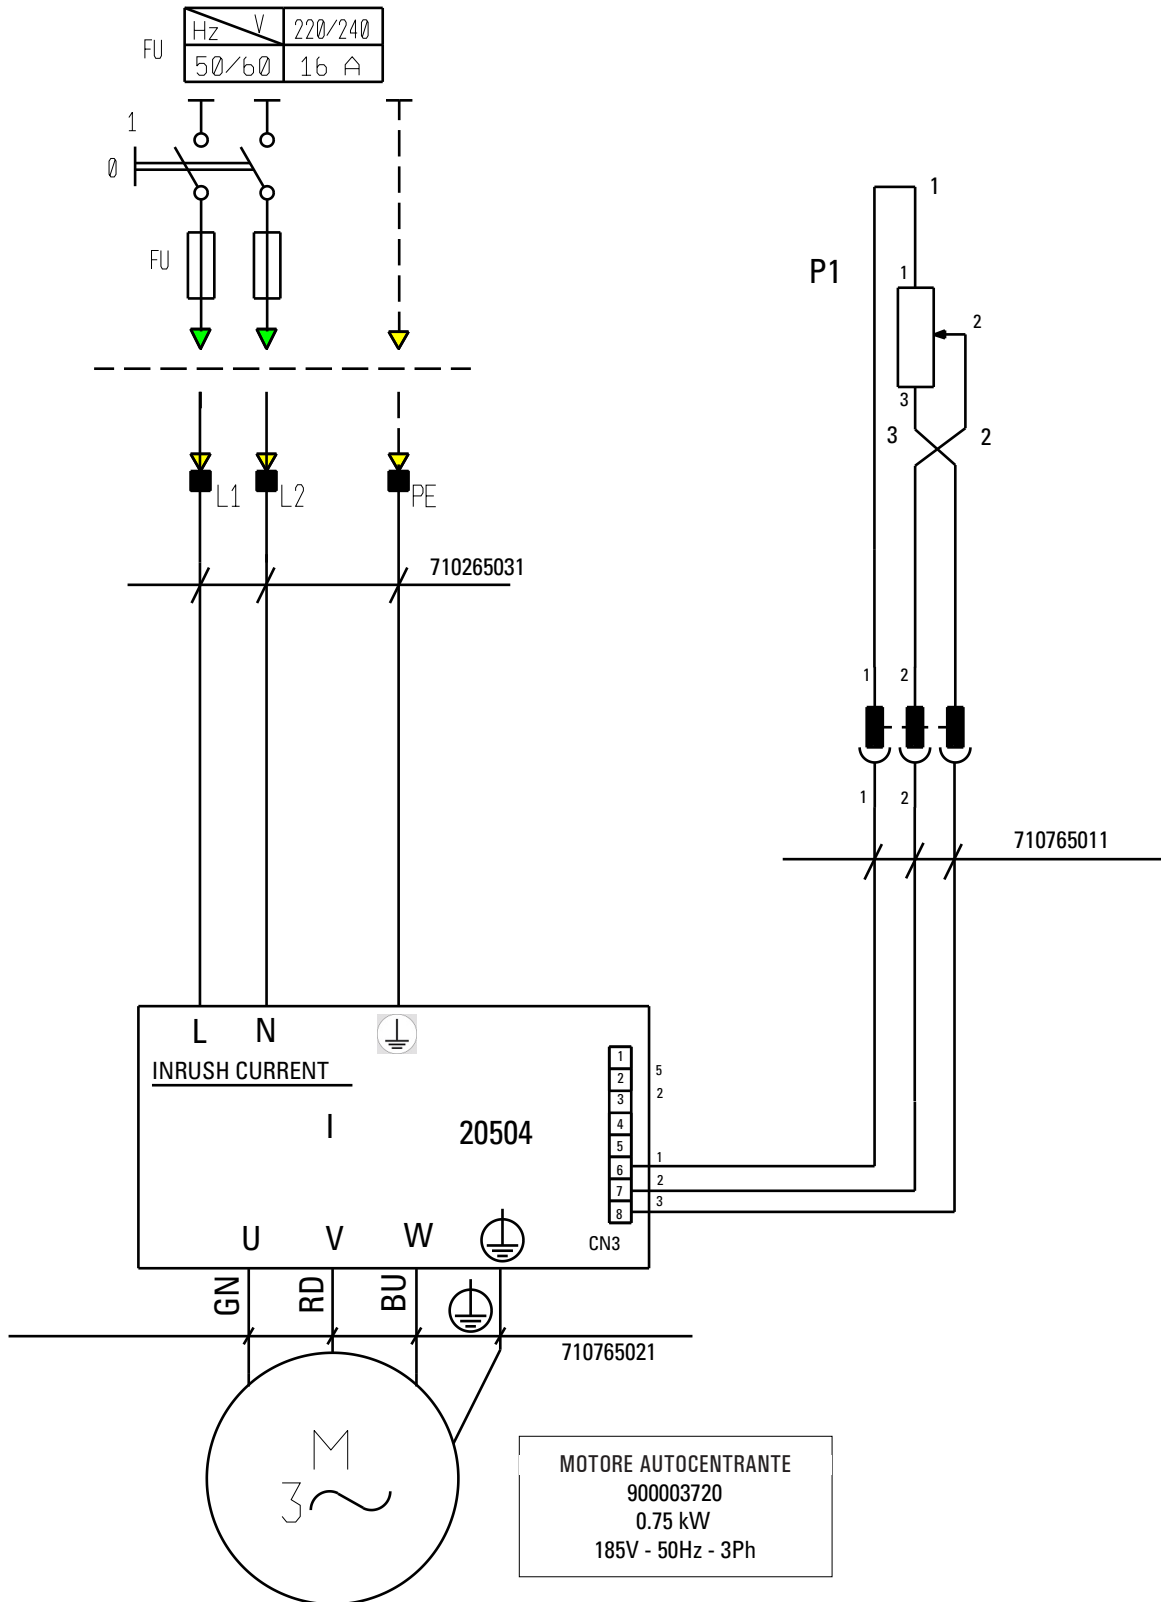 FU
Hz V 220/240
50/60 16 A
1
0
FU
L1 L2 PE
710265031
1
P1
1
2
3
3 2
1 2
1 2
710765011
L N
INRUSH CURRENT
I
20504
1
2
3
4
5
6
7
8
5
2
1
2
3
CN3
U V W
GN RD BU
710765021
M
3
MOTORE AUTOCENTRANTE
900003720
0.75 kW
185V - 50Hz - 3Ph